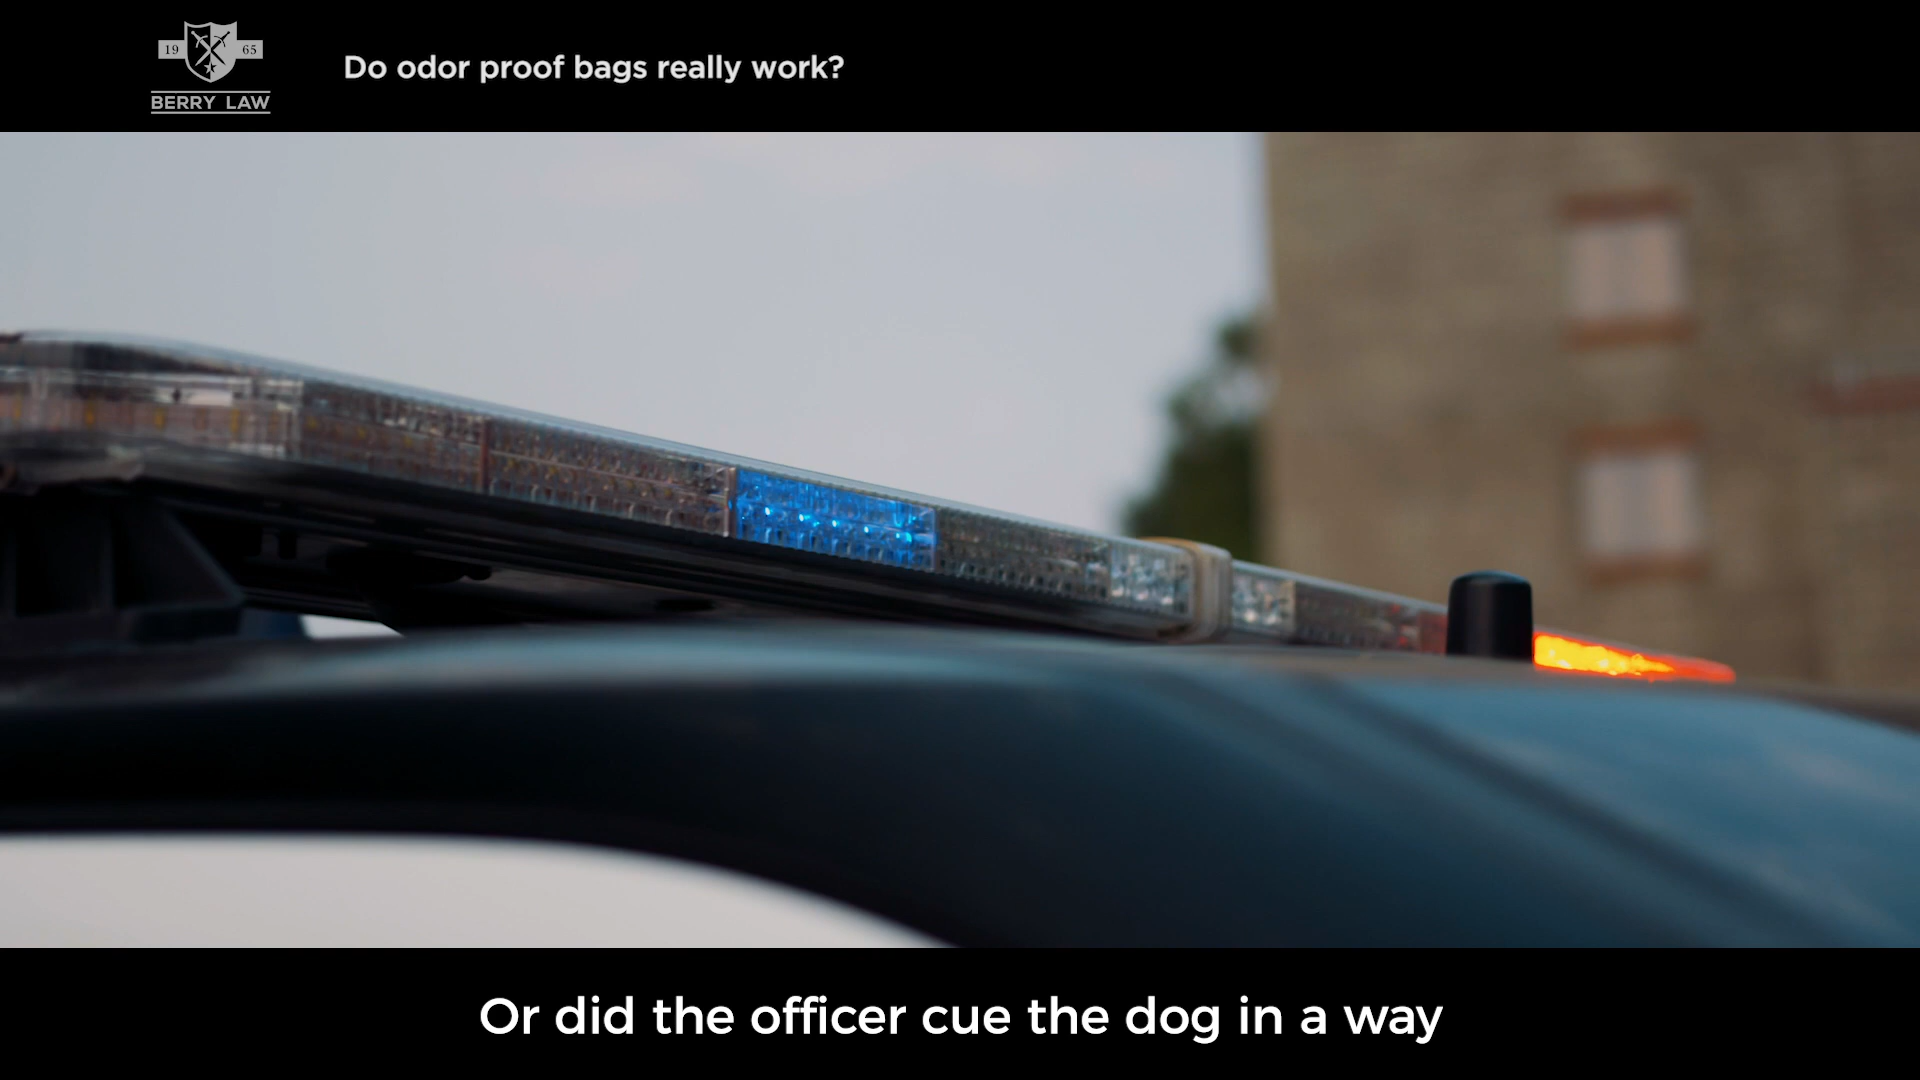 19 65
BERRY LAW
Do odor proof bags really work?
Or did the officer cue the dog in a way